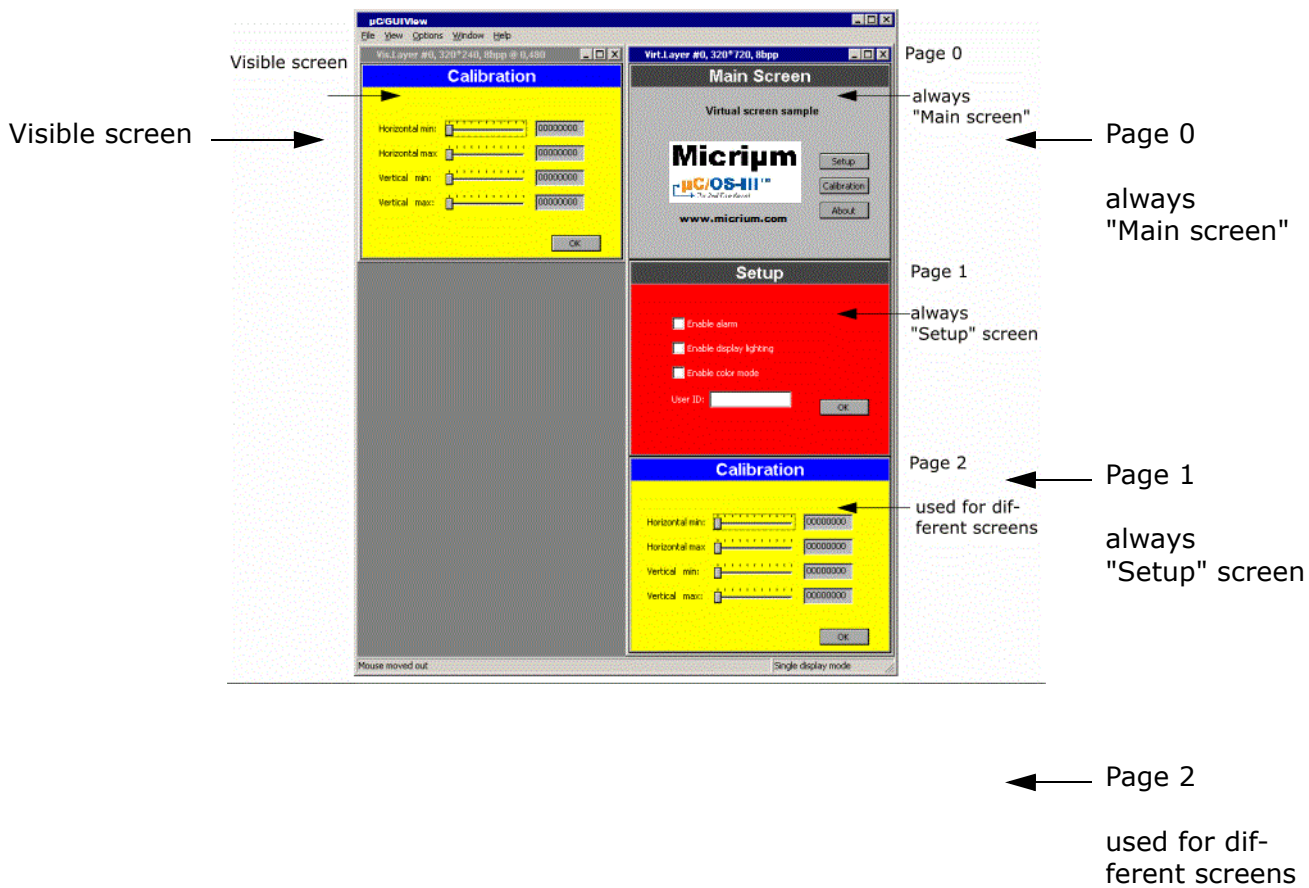 µC/GUIView
File View Options Window Help
Vis.Layer #0, 320*240, 8bpp @ 0,480
Virt.Layer #0, 320*720, 8bpp
Visible screen
Calibration
Horizontal min: 00000000
Horizontal max 00000000
Vertical min: 00000000
Vertical max: 00000000
OK
Main Screen
Virtual screen sample
Micriµm
µC/OS-III™
www.micrium.com
Setup
Calibration
About
Page 0
always
"Main screen"
Setup
Enable alarm
Enable display lighting
Enable color mode
User ID:
OK
Page 1
always
"Setup" screen
Calibration
Horizontal min: 00000000
Horizontal max 00000000
Vertical min: 00000000
Vertical max: 00000000
OK
Page 2
used for dif-
ferent screens
Mouse moved out
Single display mode
Visible screen
Page 0
always
"Main screen"
Page 1
always
"Setup" screen
Page 2
used for dif-
ferent screens